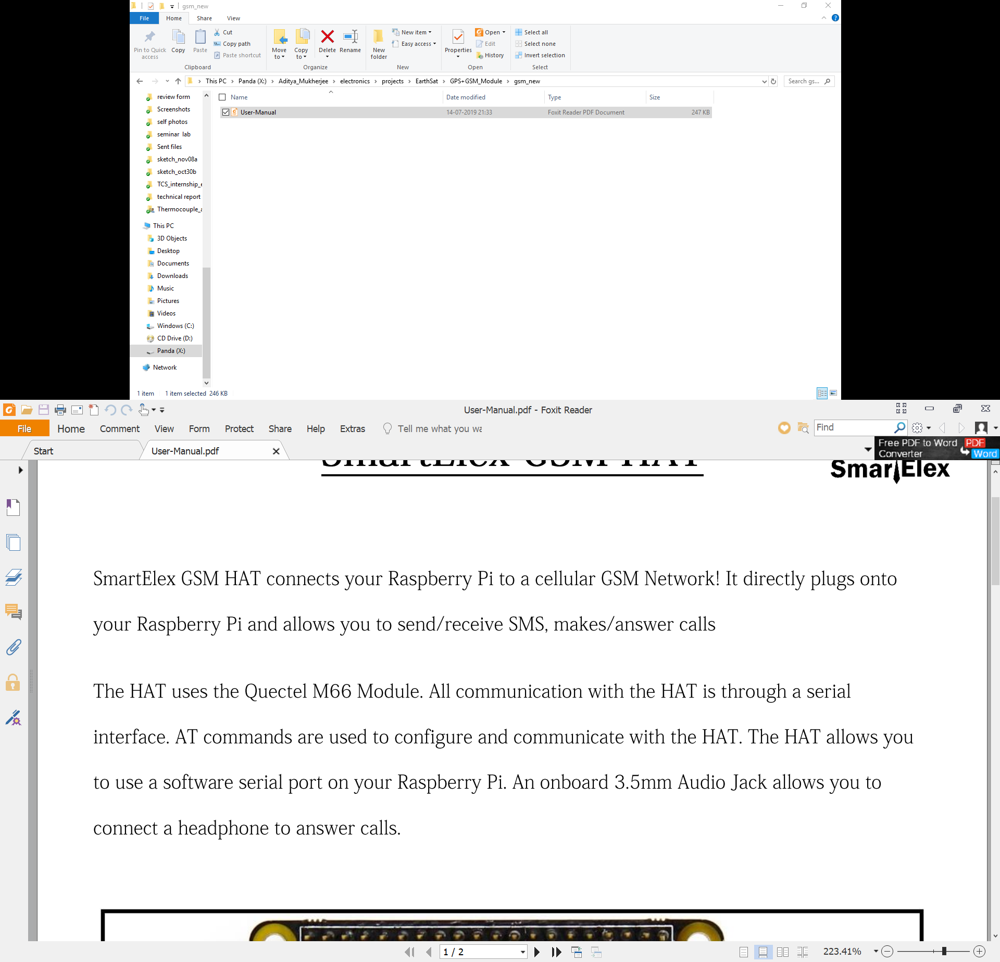 gsm_new
File Home Share View
Pin to Quick access
Copy
Paste
Cut
Copy path
Paste shortcut
Clipboard
Move to
Copy to
Delete
Rename
Organize
New folder
New item
Easy access
New
Properties
Open
Edit
History
Open
Select all
Select none
Invert selection
Select
This PC > Panda (X:) > Aditya_Mukherjee > electronics > projects > EarthSat > GPS+GSM_Module > gsm_new
Search gs...
Name Date modified Type Size
User-Manual 14-07-2019 21:33 Foxit Reader PDF Document 247 KB
review form
Screenshots
self photos
seminar lab
Sent files
sketch_nov08a
sketch_oct30b
TCS_internship_e
technical report
Thermocouple_a
This PC
3D Objects
Desktop
Documents
Downloads
Music
Pictures
Videos
Windows (C:)
CD Drive (D:)
Panda (X:)
Network
1 item 1 item selected 246 KB
User-Manual.pdf - Foxit Reader
File Home Comment View Form Protect Share Help Extras Tell me what you wa
Find
Start User-Manual.pdf
Free PDF to Word PDF
Converter Word
SmartElex GSM HAT
SmartElex
SmartElex GSM HAT connects your Raspberry Pi to a cellular GSM Network! It directly plugs onto
your Raspberry Pi and allows you to send/receive SMS, makes/answer calls
The HAT uses the Quectel M66 Module. All communication with the HAT is through a serial
interface. AT commands are used to configure and communicate with the HAT. The HAT allows you
to use a software serial port on your Raspberry Pi. An onboard 3.5mm Audio Jack allows you to
connect a headphone to answer calls.
1 / 2
223.41%